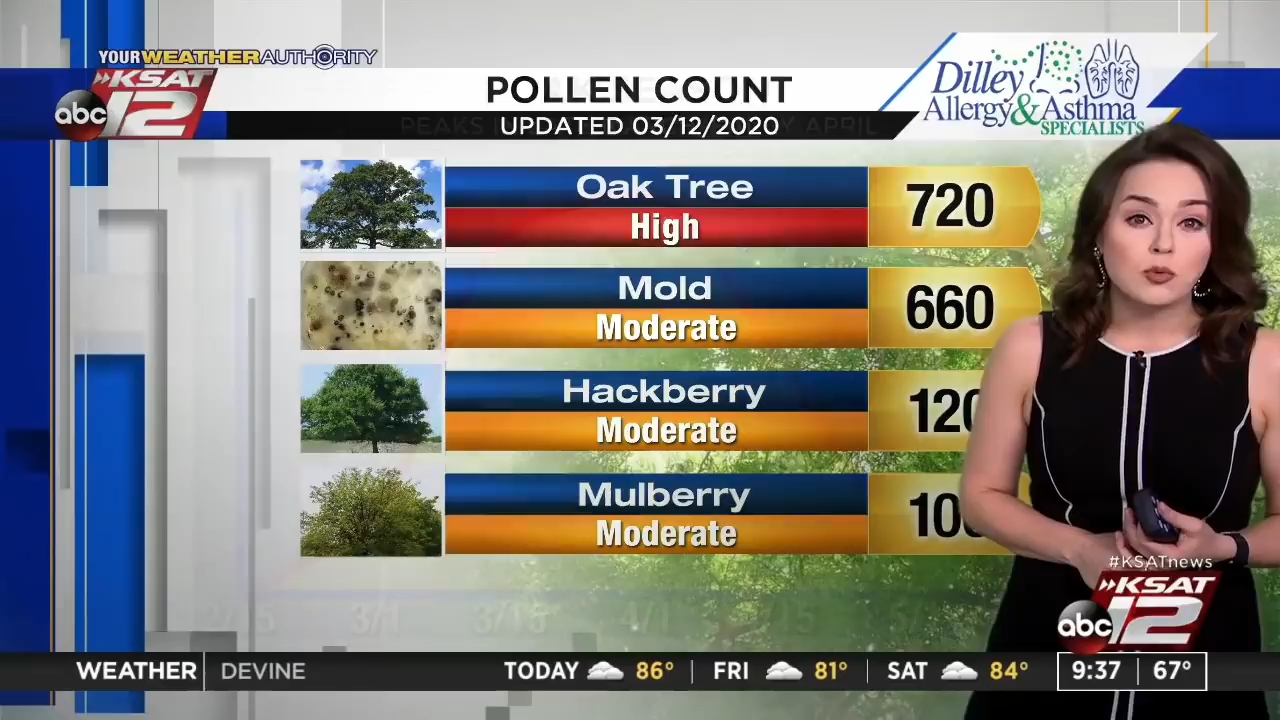 YOUR WEATHER AUTHORITY
KSAT
abc 12
POLLEN COUNT
UPDATED 03/12/2020
Dilley
Allergy & Asthma
SPECIALISTS
Oak Tree
High
720
Mold
Moderate
660
Hackberry
Moderate
120
Mulberry
Moderate
#KSATnews
KSAT
abc 12
WEATHER DEVINE TODAY 86° FRI 81° SAT 84° 9:37 67°